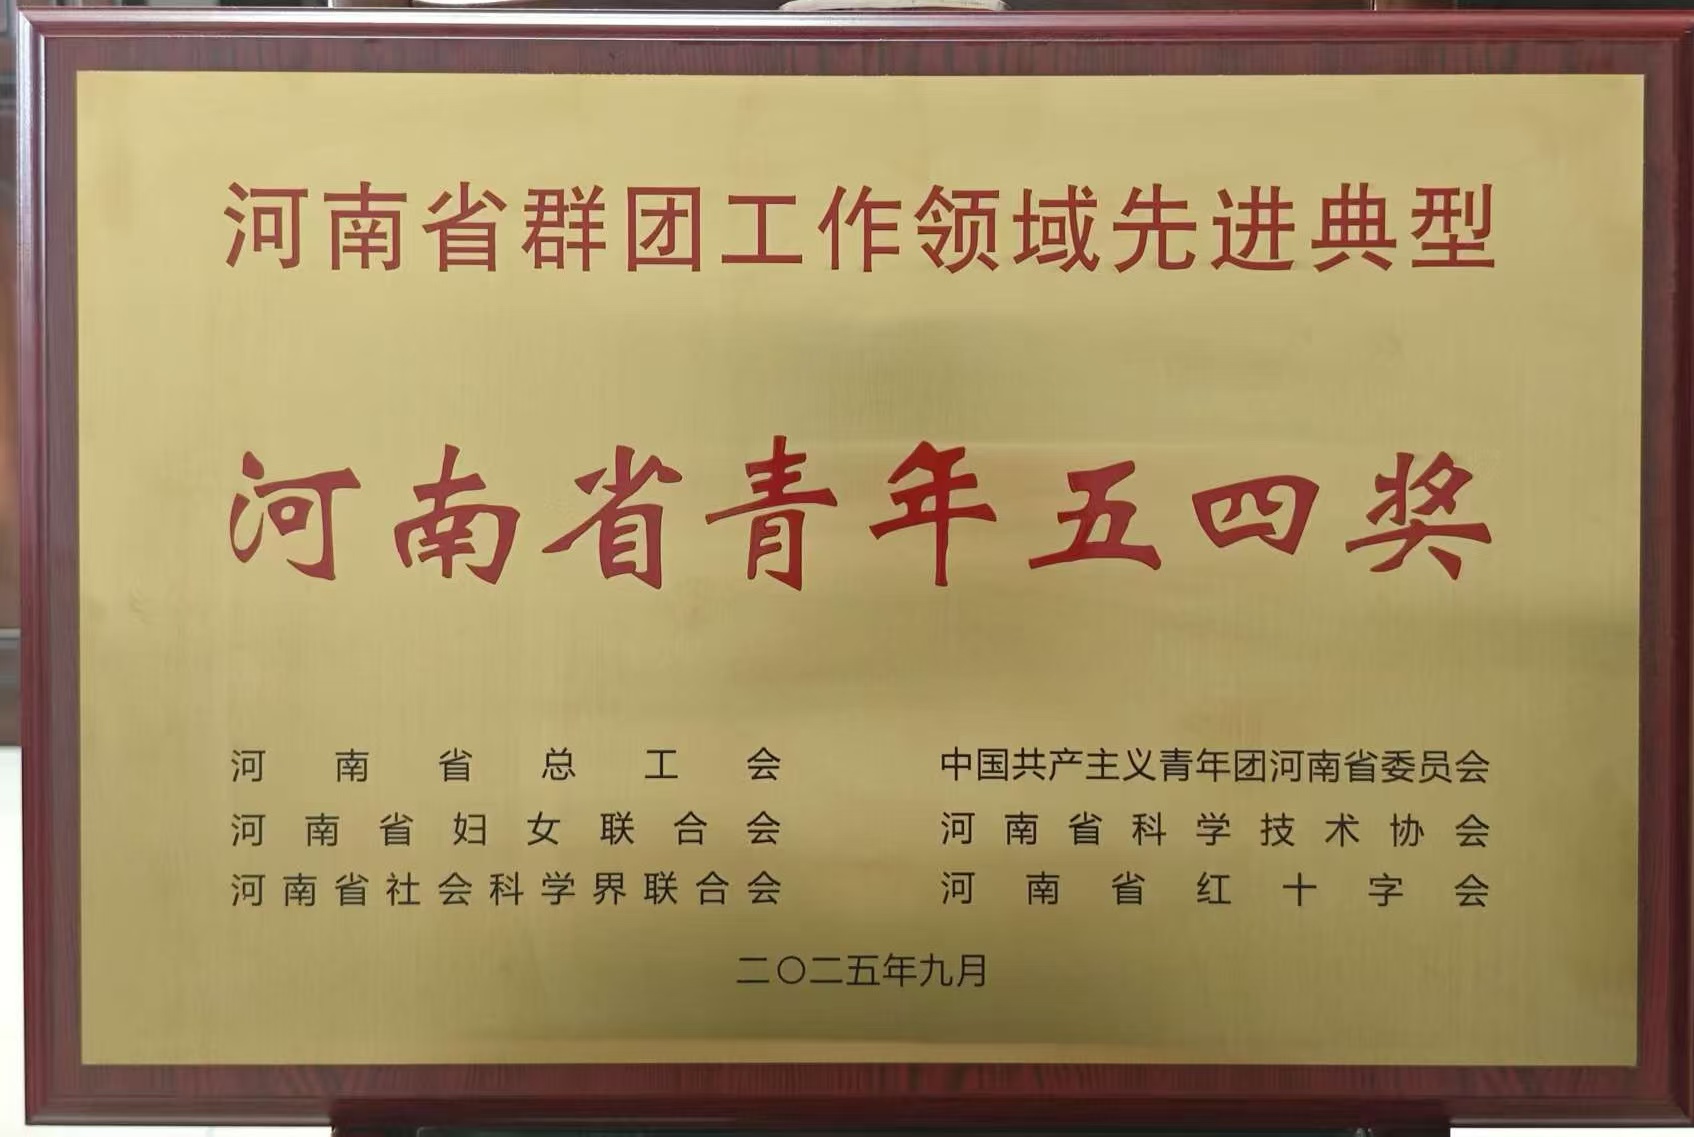 河南省群团工作领域先进典型
河南省青年五四奖
河南省总工会 中国共产主义青年团河南省委员会
河南省妇女联合会 河南省科学技术协会
河南省社会科学界联合会 河南省红十字会
二〇二五年九月